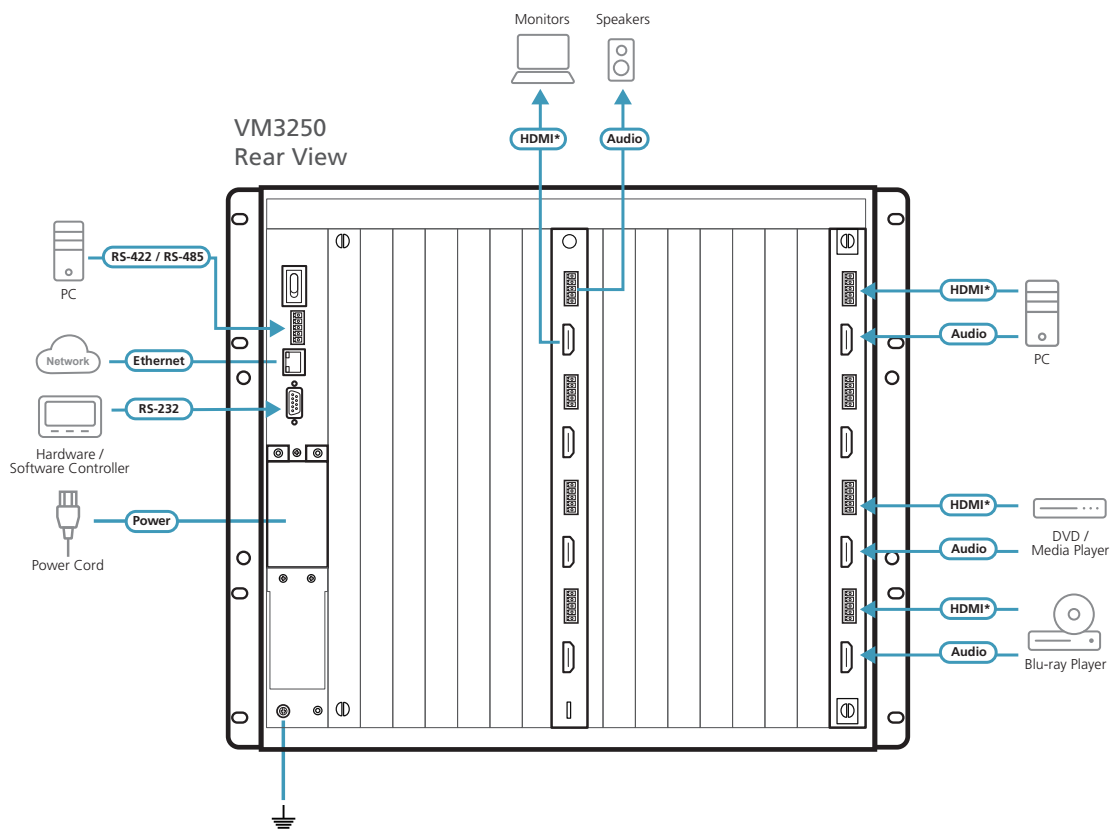 Monitors
Speakers
HDMI*
Audio
VM3250
Rear View
RS-422 / RS-485
PC
Network
Ethernet
RS-232
Hardware /
Software Controller
Power
Power Cord
HDMI*
Audio
PC
HDMI*
Audio
DVD /
Media Player
HDMI*
Audio
Blu-ray Player